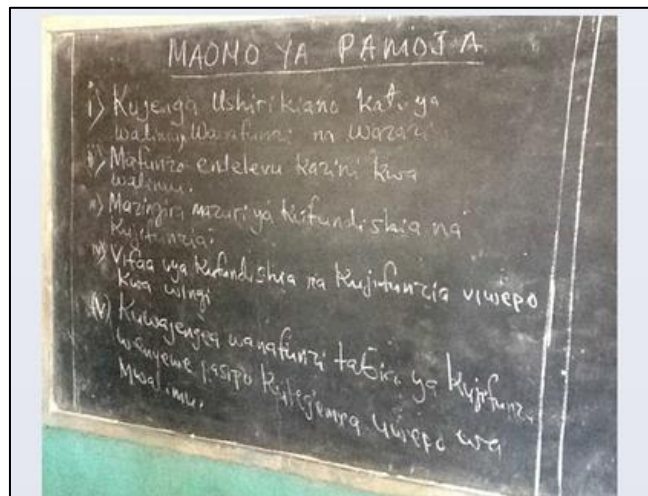 MAONO YA PAMOJA
i) Kujenga Ushirikiano kati ya
walimu, Wanafunzi na Wazazi
ii) Mafunzo endelevu kazini kwa
walimu.
Mazingira mazuri ya kufundishia na
kujifunzia.
Vifaa vya kufundishia na kujifunzia viwepo
kwa wingi
Kuwajengea wanafunzi tabia ya kujifunza
wenyewe pasipo kutegemea uwepo wa
Mwalimu.